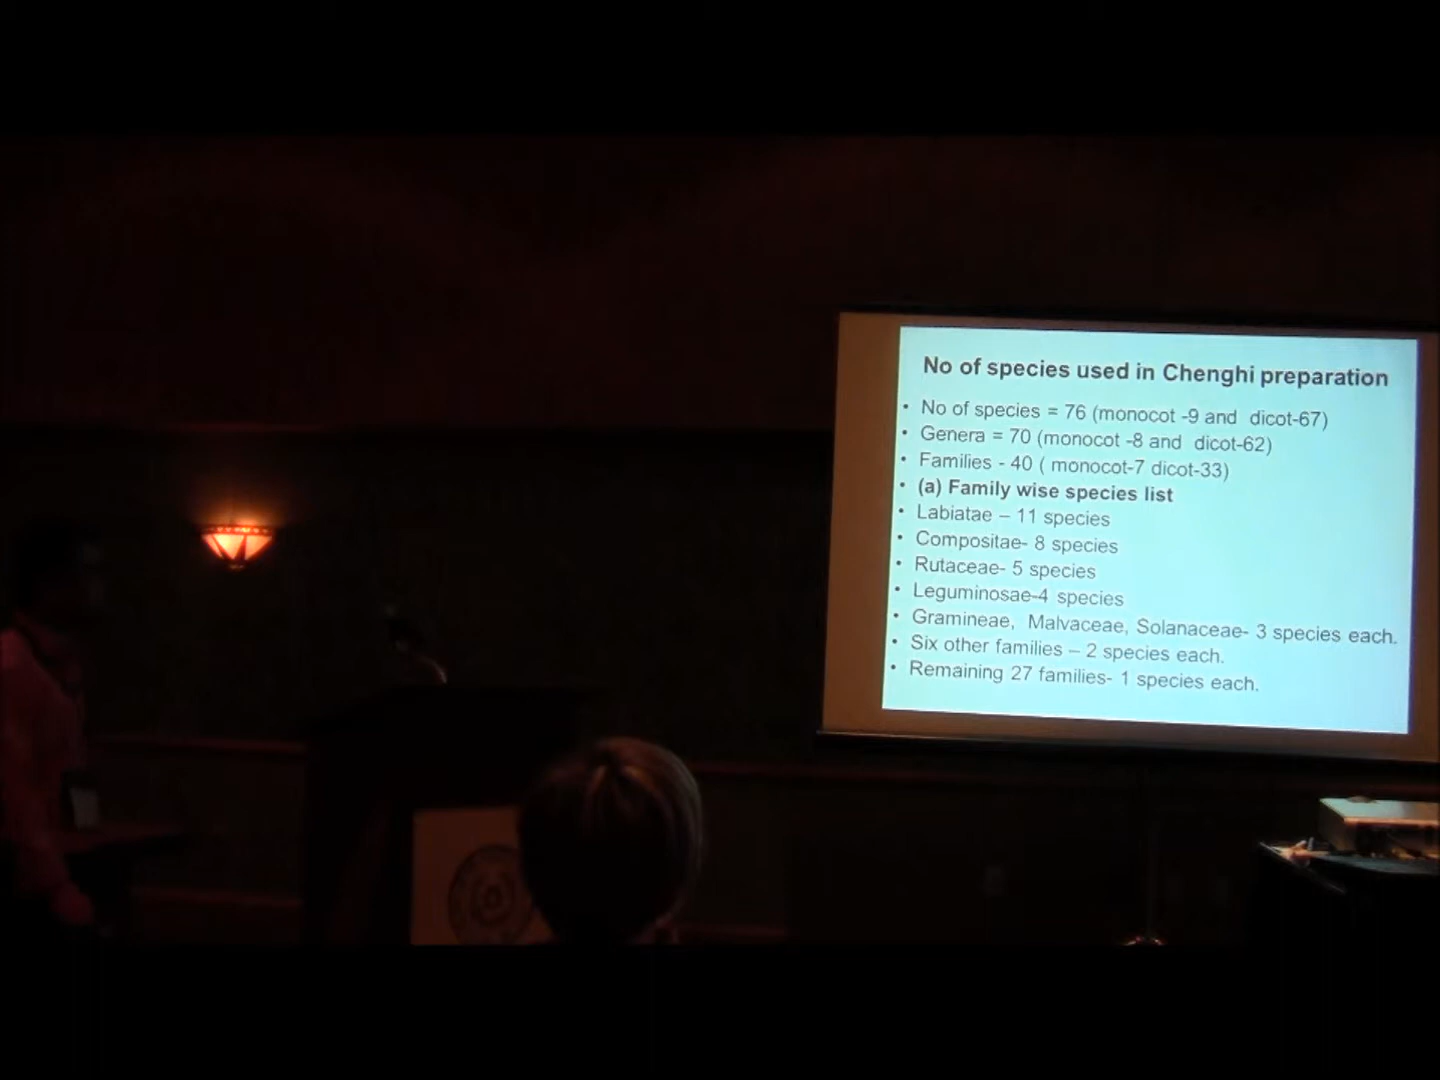 No of species used in Chenghi preparation
• No of species = 76 (monocot -9 and dicot-67)
• Genera = 70 (monocot -8 and dicot-62)
• Families - 40 ( monocot-7 dicot-33)
• (a) Family wise species list
• Labiatae – 11 species
• Compositae- 8 species
• Rutaceae- 5 species
• Leguminosae-4 species
• Gramineae, Malvaceae, Solanaceae- 3 species each.
• Six other families – 2 species each.
• Remaining 27 families- 1 species each.